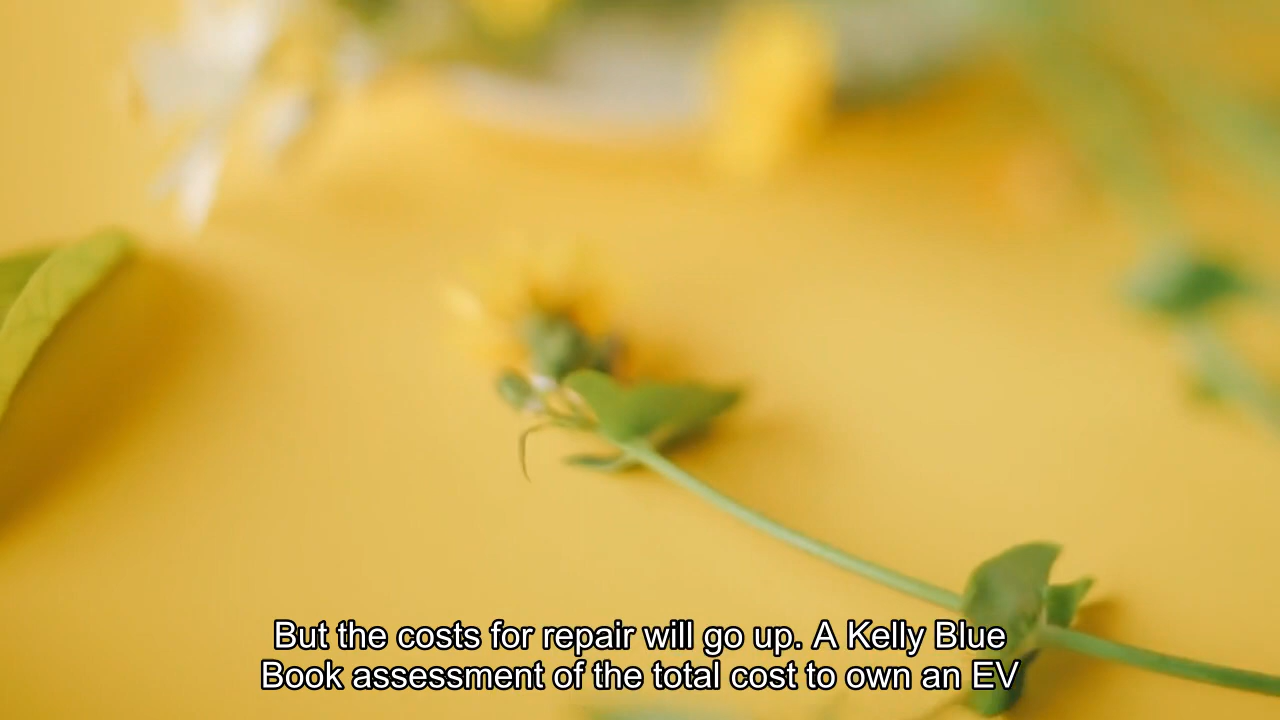 But the costs for repair will go up. A Kelly Blue
Book assessment of the total cost to own an EV